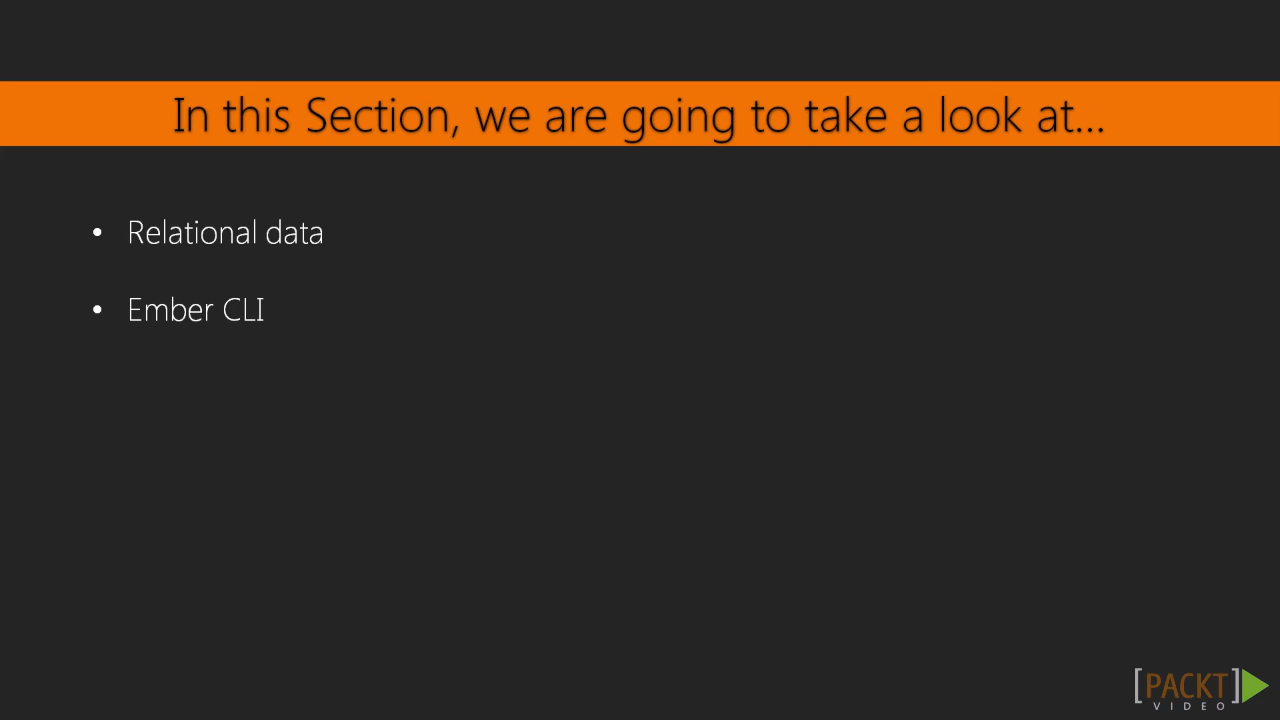 In this Section, we are going to take a look at...
• Relational data
• Ember CLI
[PACKT]
VIDEO